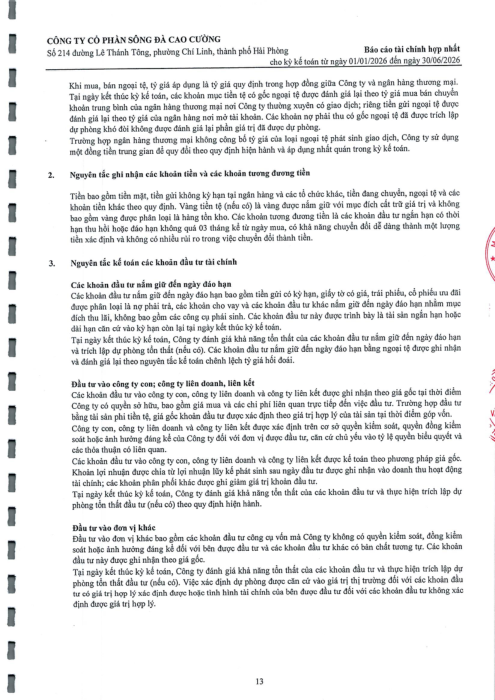 CÔNG TY CỔ PHẦN SÔNG ĐÀ CAO CƯỜNG
Số 214 đường Lê Thánh Tông, phường Chí Linh, thành phố Hải Phòng
Báo cáo tài chính hợp nhất
cho kỳ kế toán từ ngày 01/01/2026 đến ngày 30/06/2026
Khi mua, bán ngoại tệ, tỷ giá áp dụng là tỷ giá quy định trong hợp đồng giữa Công ty và ngân hàng thương mại.
Tại ngày kết thúc kỳ kế toán, các khoản mục tiền tệ có gốc ngoại tệ được đánh giá lại theo tỷ giá mua bán chuyển
khoản trung bình của ngân hàng thương mại nơi Công ty thường xuyên có giao dịch; riêng tiền gửi ngoại tệ được
đánh giá lại theo tỷ giá của ngân hàng nơi mở tài khoản. Các khoản nợ phải thu có gốc ngoại tệ đã được trích lập
dự phòng khó đòi không được đánh giá lại phần giá trị đã được dự phòng.
Trường hợp ngân hàng thương mại không công bố tỷ giá của loại ngoại tệ phát sinh giao dịch, Công ty sử dụng
một đồng tiền trung gian để quy đổi theo quy định hiện hành và áp dụng nhất quán trong kỳ kế toán.
2. Nguyên tắc ghi nhận các khoản tiền và các khoản tương đương tiền
Tiền bao gồm tiền mặt, tiền gửi không kỳ hạn tại ngân hàng và các tổ chức khác, tiền đang chuyển, ngoại tệ và các
khoản tiền khác theo quy định. Vàng tiền tệ (nếu có) là vàng được nắm giữ với mục đích cất trữ giá trị và không
bao gồm vàng được phân loại là hàng tồn kho. Các khoản tương đương tiền là các khoản đầu tư ngắn hạn có thời
hạn thu hồi hoặc đáo hạn không quá 03 tháng kể từ ngày mua, có khả năng chuyển đổi dễ dàng thành một lượng
tiền xác định và không có nhiều rủi ro trong việc chuyển đổi thành tiền.
3. Nguyên tắc kế toán các khoản đầu tư tài chính
Các khoản đầu tư nắm giữ đến ngày đáo hạn
Các khoản đầu tư nắm giữ đến ngày đáo hạn bao gồm tiền gửi có kỳ hạn, giấy tờ có giá, trái phiếu, cổ phiếu ưu đãi
được phân loại là nợ phải trả, các khoản cho vay và các khoản đầu tư khác nắm giữ đến ngày đáo hạn nhằm mục
đích thu lãi, không bao gồm các công cụ phái sinh. Các khoản đầu tư này được trình bày là tài sản ngắn hạn hoặc
dài hạn căn cứ vào kỳ hạn còn lại tại ngày kết thúc kỳ kế toán.
Tại ngày kết thúc kỳ kế toán, Công ty đánh giá khả năng tổn thất của các khoản đầu tư nắm giữ đến ngày đáo hạn
và trích lập dự phòng tổn thất (nếu có). Các khoản đầu tư nắm giữ đến ngày đáo hạn bằng ngoại tệ được ghi nhận
và đánh giá lại theo nguyên tắc kế toán chênh lệch tỷ giá hối đoái.
Đầu tư vào công ty con; công ty liên doanh, liên kết
Các khoản đầu tư vào công ty con, công ty liên doanh và công ty liên kết được ghi nhận theo giá gốc tại thời điểm
Công ty có quyền sở hữu, bao gồm giá mua và các chi phí liên quan trực tiếp đến việc đầu tư. Trường hợp đầu tư
bằng tài sản phi tiền tệ, giá gốc khoản đầu tư được xác định theo giá trị hợp lý của tài sản tại thời điểm góp vốn.
Công ty con, công ty liên doanh và công ty liên kết được xác định trên cơ sở quyền kiểm soát, quyền đồng kiểm
soát hoặc ảnh hưởng đáng kể của Công ty đối với đơn vị được đầu tư, căn cứ chủ yếu vào tỷ lệ quyền biểu quyết và
các thỏa thuận có liên quan.
Các khoản đầu tư vào công ty con, công ty liên doanh và công ty liên kết được kế toán theo phương pháp giá gốc.
Khoản lợi nhuận được chia từ lợi nhuận lũy kế phát sinh sau ngày đầu tư được ghi nhận vào doanh thu hoạt động
tài chính; các khoản phân phối khác được ghi giảm giá trị khoản đầu tư.
Tại ngày kết thúc kỳ kế toán, Công ty đánh giá khả năng tổn thất của các khoản đầu tư và thực hiện trích lập dự
phòng tổn thất đầu tư (nếu có) theo quy định hiện hành.
Đầu tư vào đơn vị khác
Đầu tư vào đơn vị khác bao gồm các khoản đầu tư công cụ vốn mà Công ty không có quyền kiểm soát, đồng kiểm
soát hoặc ảnh hưởng đáng kể đối với bên được đầu tư và các khoản đầu tư khác có bản chất tương tự. Các khoản
đầu tư này được ghi nhận theo giá gốc.
Tại ngày kết thúc kỳ kế toán, Công ty đánh giá khả năng tổn thất của các khoản đầu tư và thực hiện trích lập dự
phòng tổn thất đầu tư (nếu có). Việc xác định dự phòng được căn cứ vào giá trị thị trường đối với các khoản đầu
tư có giá trị hợp lý xác định được hoặc tình hình tài chính của bên được đầu tư đối với các khoản đầu tư không xác
định được giá trị hợp lý.
13